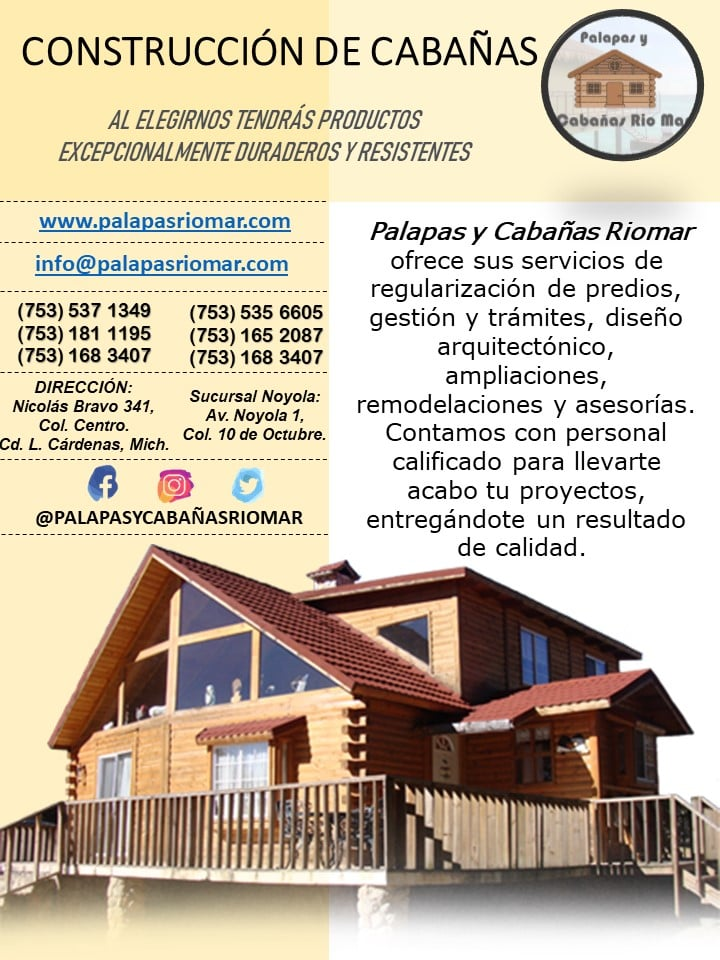 CONSTRUCCIÓN DE CABAÑAS
Palapas y
Cabañas Rio Mar
AL ELEGIRNOS TENDRÁS PRODUCTOS
EXCEPCIONALMENTE DURADEROS Y RESISTENTES
www.palapasriomar.com
info@palapasriomar.com
(753) 537 1349
(753) 181 1195
(753) 168 3407
(753) 535 6605
(753) 165 2087
(753) 168 3407
DIRECCIÓN:
Nicolás Bravo 341,
Col. Centro.
Cd. L. Cárdenas, Mich.
Sucursal Noyola:
Av. Noyola 1,
Col. 10 de Octubre.
@PALAPASYCABAÑASRIOMAR
Palapas y Cabañas Riomar
ofrece sus servicios de
regularización de predios,
gestión y trámites, diseño
arquitectónico,
ampliaciones,
remodelaciones y asesorías.
Contamos con personal
calificado para llevarte
acabo tu proyectos,
entregándote un resultado
de calidad.